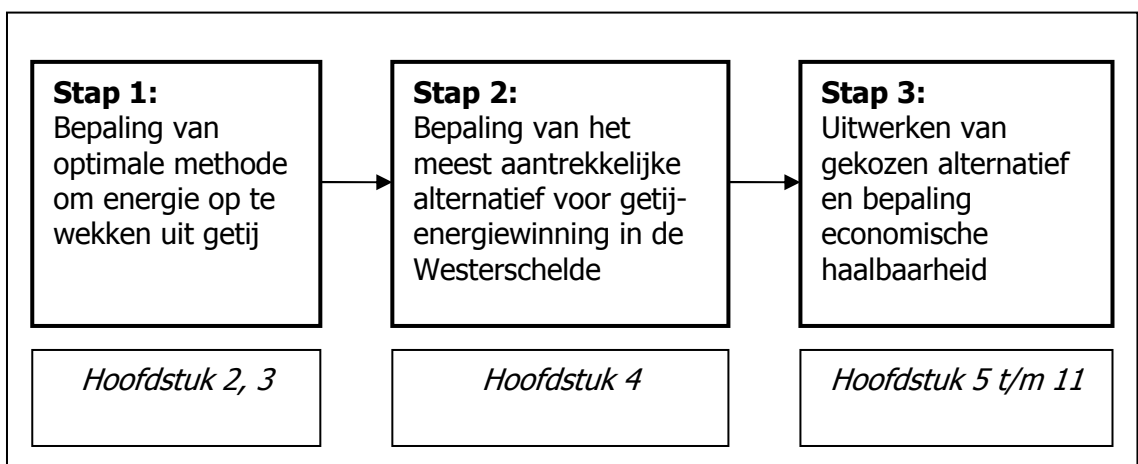 Stap 1:
Bepaling van
optimale methode
om energie op te
wekken uit getij
Stap 2:
Bepaling van het
meest aantrekkelijke
alternatief voor getij-
energiewinning in de
Westerschelde
Stap 3:
Uitwerken van
gekozen alternatief
en bepaling
economische
haalbaarheid
Hoofdstuk 2, 3
Hoofdstuk 4
Hoofdstuk 5 t/m 11